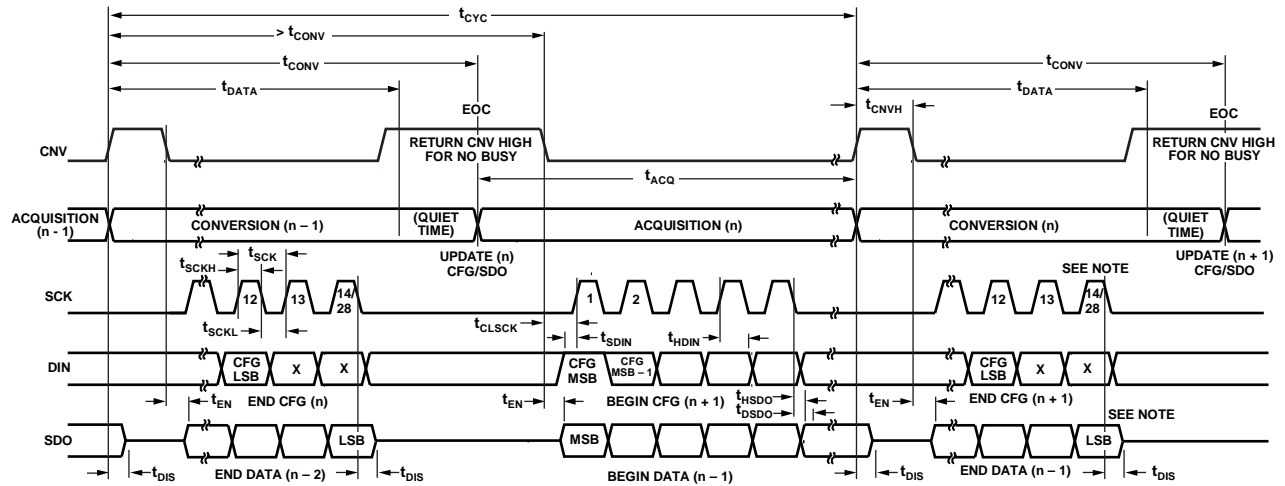 tCYC
> tCONV
tCONV
tCONV
tDATA
tDATA
tCNVH
EOC
EOC
CNV
RETURN CNV HIGH
FOR NO BUSY
RETURN CNV HIGH
FOR NO BUSY
tACQ
ACQUISITION
(n - 1)
CONVERSION (n – 1)
(QUIET
TIME)
ACQUISITION (n)
CONVERSION (n)
(QUIET
TIME)
UPDATE (n)
CFG/SDO
UPDATE (n + 1)
CFG/SDO
tSCK
tSCKH
SEE NOTE
SCK
12
13
14/
28
1
2
12
13
14/
28
tSCKL
tCLSCK
tSDIN
tHDIN
DIN
CFG
LSB
X
X
CFG
MSB
CFG
MSB – 1
CFG
LSB
X
X
tEN
END CFG (n)
tEN
BEGIN CFG (n + 1)
tHSDO
tDSDO
tEN
END CFG (n + 1)
SEE NOTE
SDO
LSB
MSB
LSB
tDIS
END DATA (n – 2)
tDIS
BEGIN DATA (n – 1)
tDIS
END DATA (n – 1)
tDIS